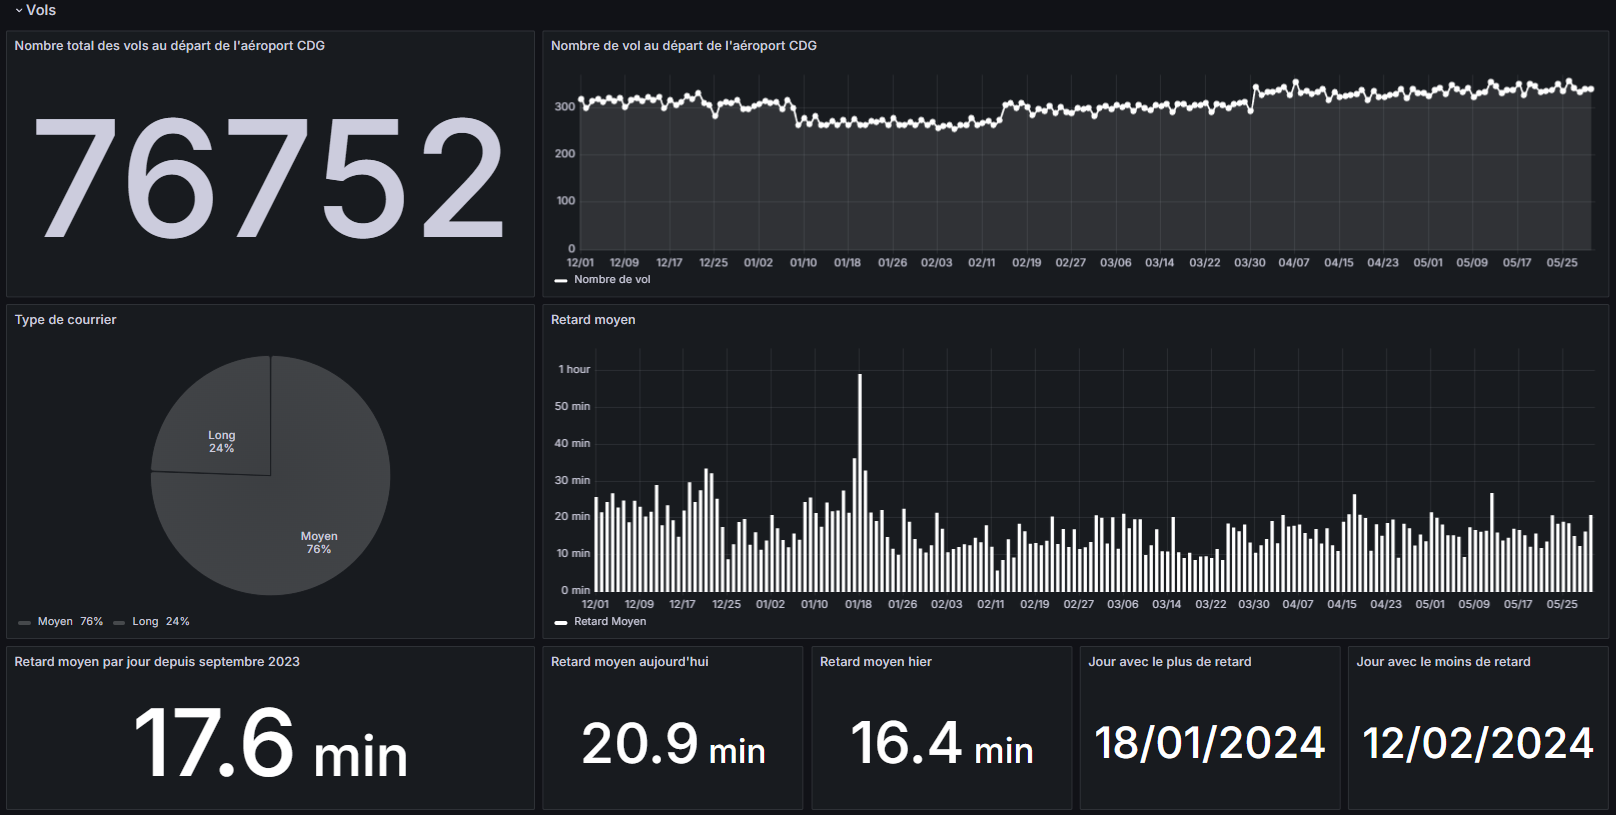 Vols
Nombre total des vols au départ de l'aéroport CDG
76752
Nombre de vol au départ de l'aéroport CDG
300
200
100
0
12/01 12/09 12/17 12/25 01/02 01/10 01/18 01/26 02/03 02/11 02/19 02/27 03/06 03/14 03/22 03/30 04/07 04/15 04/23 05/01 05/09 05/17 05/25
Nombre de vol
Type de courrier
Long
24%
Moyen
76%
Moyen 76% Long 24%
Retard moyen
1 hour
50 min
40 min
30 min
20 min
10 min
0 min
12/01 12/09 12/17 12/25 01/02 01/10 01/18 01/26 02/03 02/11 02/19 02/27 03/06 03/14 03/22 03/30 04/07 04/15 04/23 05/01 05/09 05/17 05/25
Retard Moyen
Retard moyen par jour depuis septembre 2023
17.6 min
Retard moyen aujourd'hui
20.9 min
Retard moyen hier
16.4 min
Jour avec le plus de retard
18/01/2024
Jour avec le moins de retard
12/02/2024